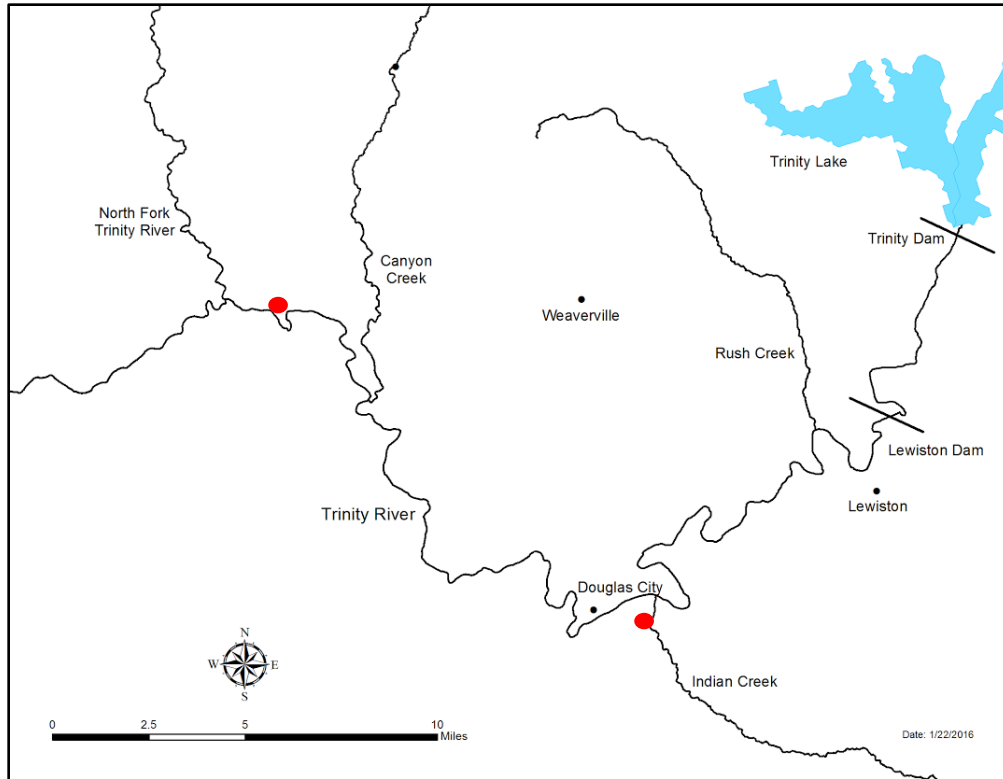 Trinity Lake
North Fork
Trinity River
Trinity Dam
Canyon
Creek
Weaverville
Rush Creek
Lewiston Dam
Lewiston
Trinity River
Douglas City
Indian Creek
N
W E
S
0 2.5 5 10
Miles
Date: 1/22/2016